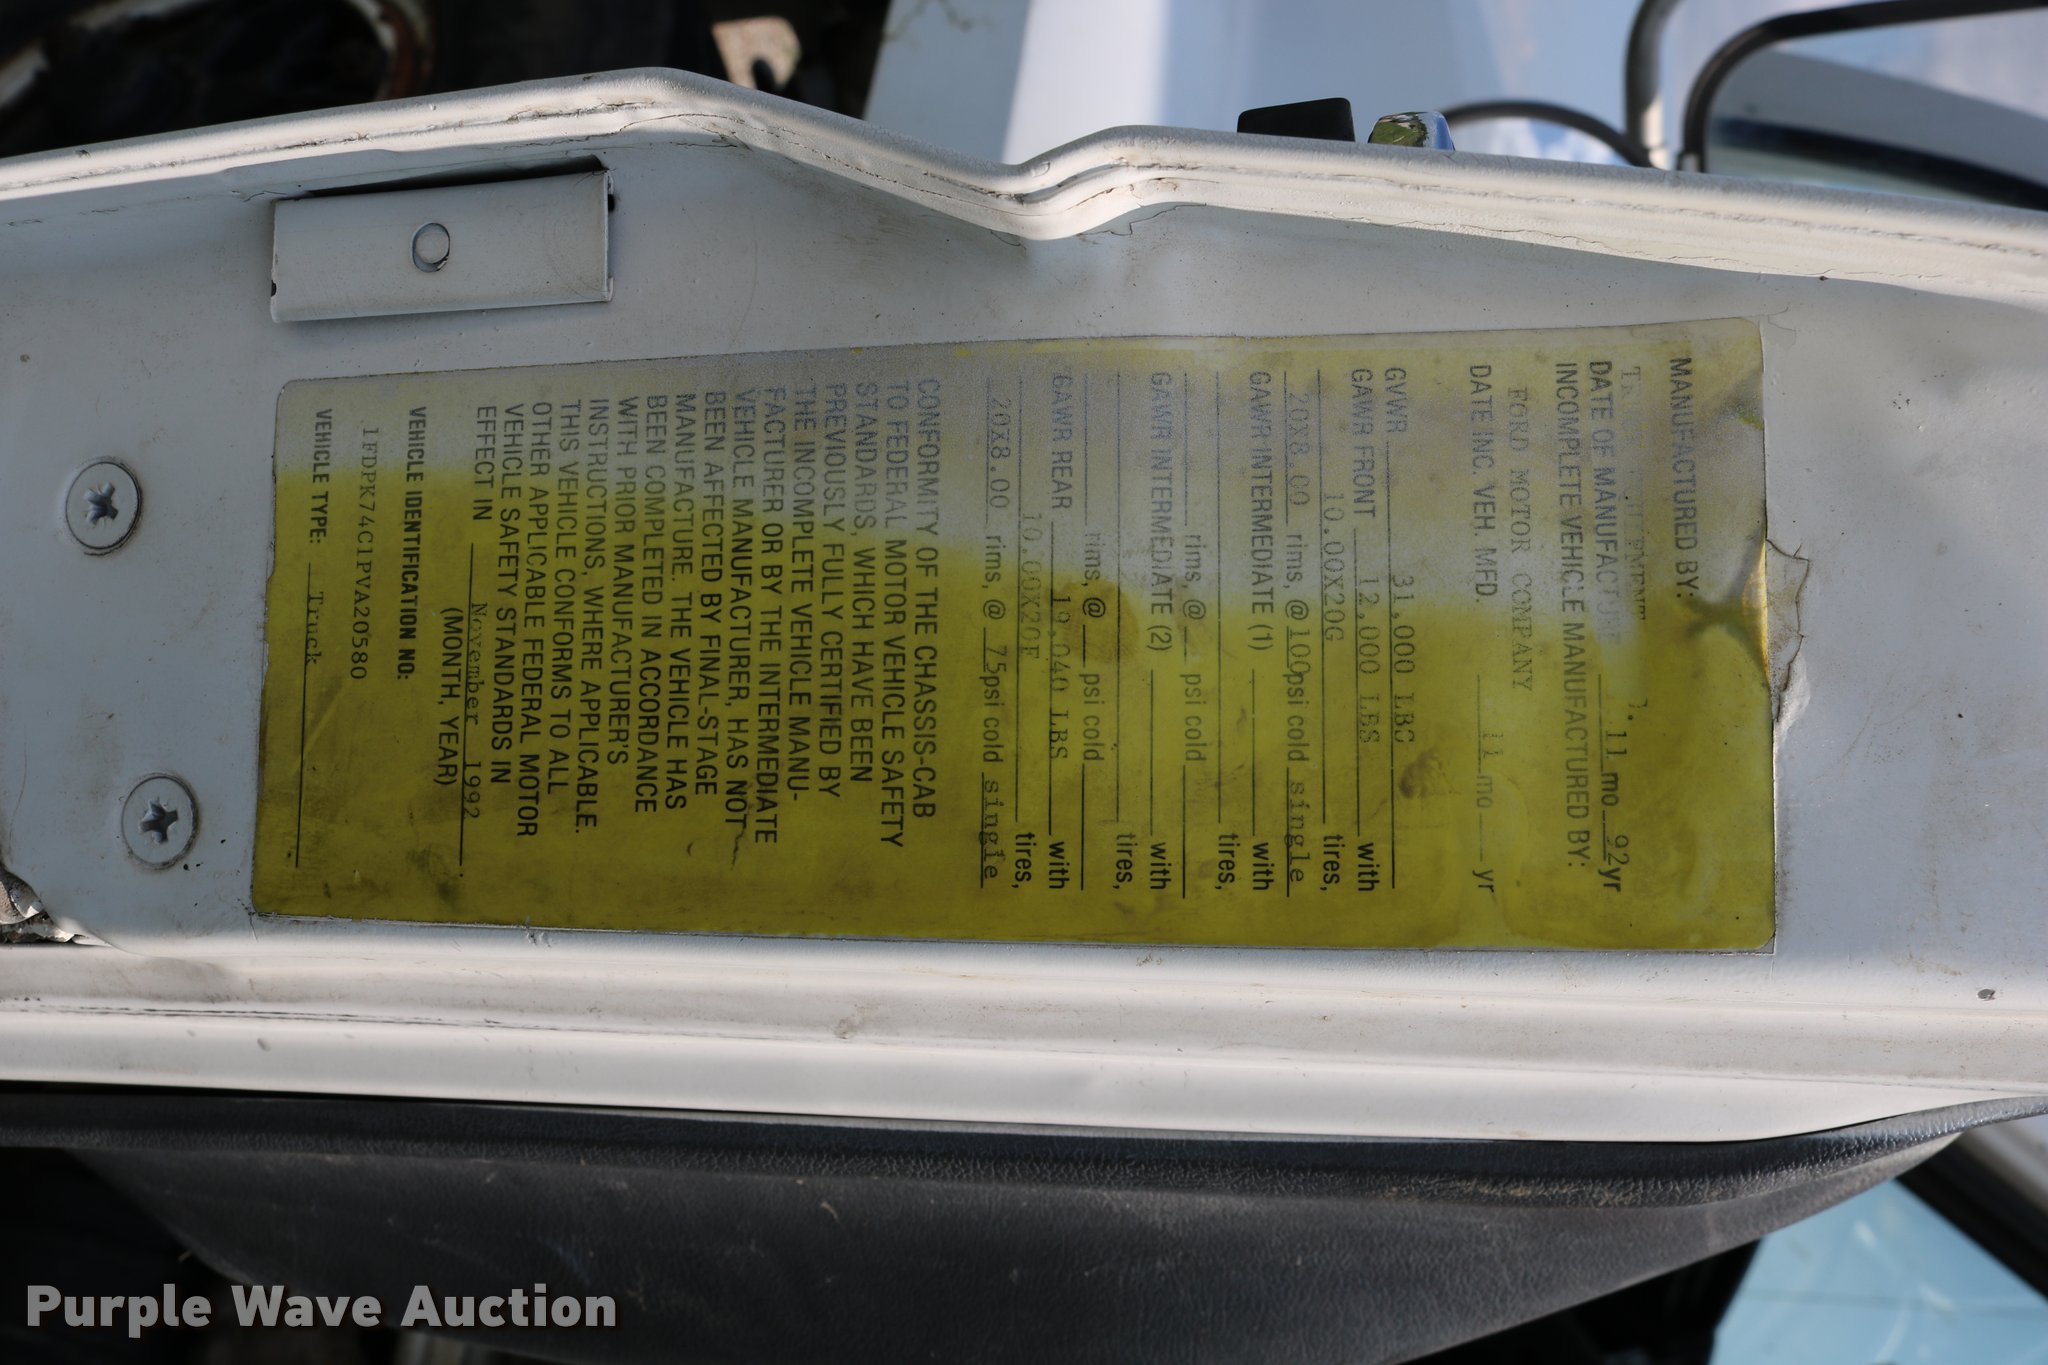 MANUFACTURED BY:
DATE OF MANUFACTURE 11 mo 92yr
INCOMPLETE VEHICLE MANUFACTURED BY:
FORD MOTOR COMPANY
DATE INC. VEH. MFD. 11 mo yr
GVWR 31,000 LBS
GAWR FRONT 12,000 LBS with
10.00X20G tires,
20X8.00 rims, @ 100psi cold single
GAWR INTERMEDIATE (1) with
tires,
rims, @ psi cold
GAWR INTERMEDIATE (2) with
tires,
rims, @ psi cold
GAWR REAR 19,040 LBS with
10.00X20F tires,
20X8.00 rims, @ 75psi cold single
CONFORMITY OF THE CHASSIS-CAB
TO FEDERAL MOTOR VEHICLE SAFETY
STANDARDS, WHICH HAVE BEEN
PREVIOUSLY FULLY CERTIFIED BY
THE INCOMPLETE VEHICLE MANU-
FACTURER OR BY THE INTERMEDIATE
VEHICLE MANUFACTURER, HAS NOT
BEEN AFFECTED BY FINAL-STAGE
MANUFACTURE. THE VEHICLE HAS
BEEN COMPLETED IN ACCORDANCE
WITH PRIOR MANUFACTURER'S
INSTRUCTIONS, WHERE APPLICABLE.
THIS VEHICLE CONFORMS TO ALL
OTHER APPLICABLE FEDERAL MOTOR
VEHICLE SAFETY STANDARDS IN
EFFECT IN November 1992.
(MONTH, YEAR)
VEHICLE IDENTIFICATION NO:
1FDPK74C1PVA20580
VEHICLE TYPE: Truck
Purple Wave Auction